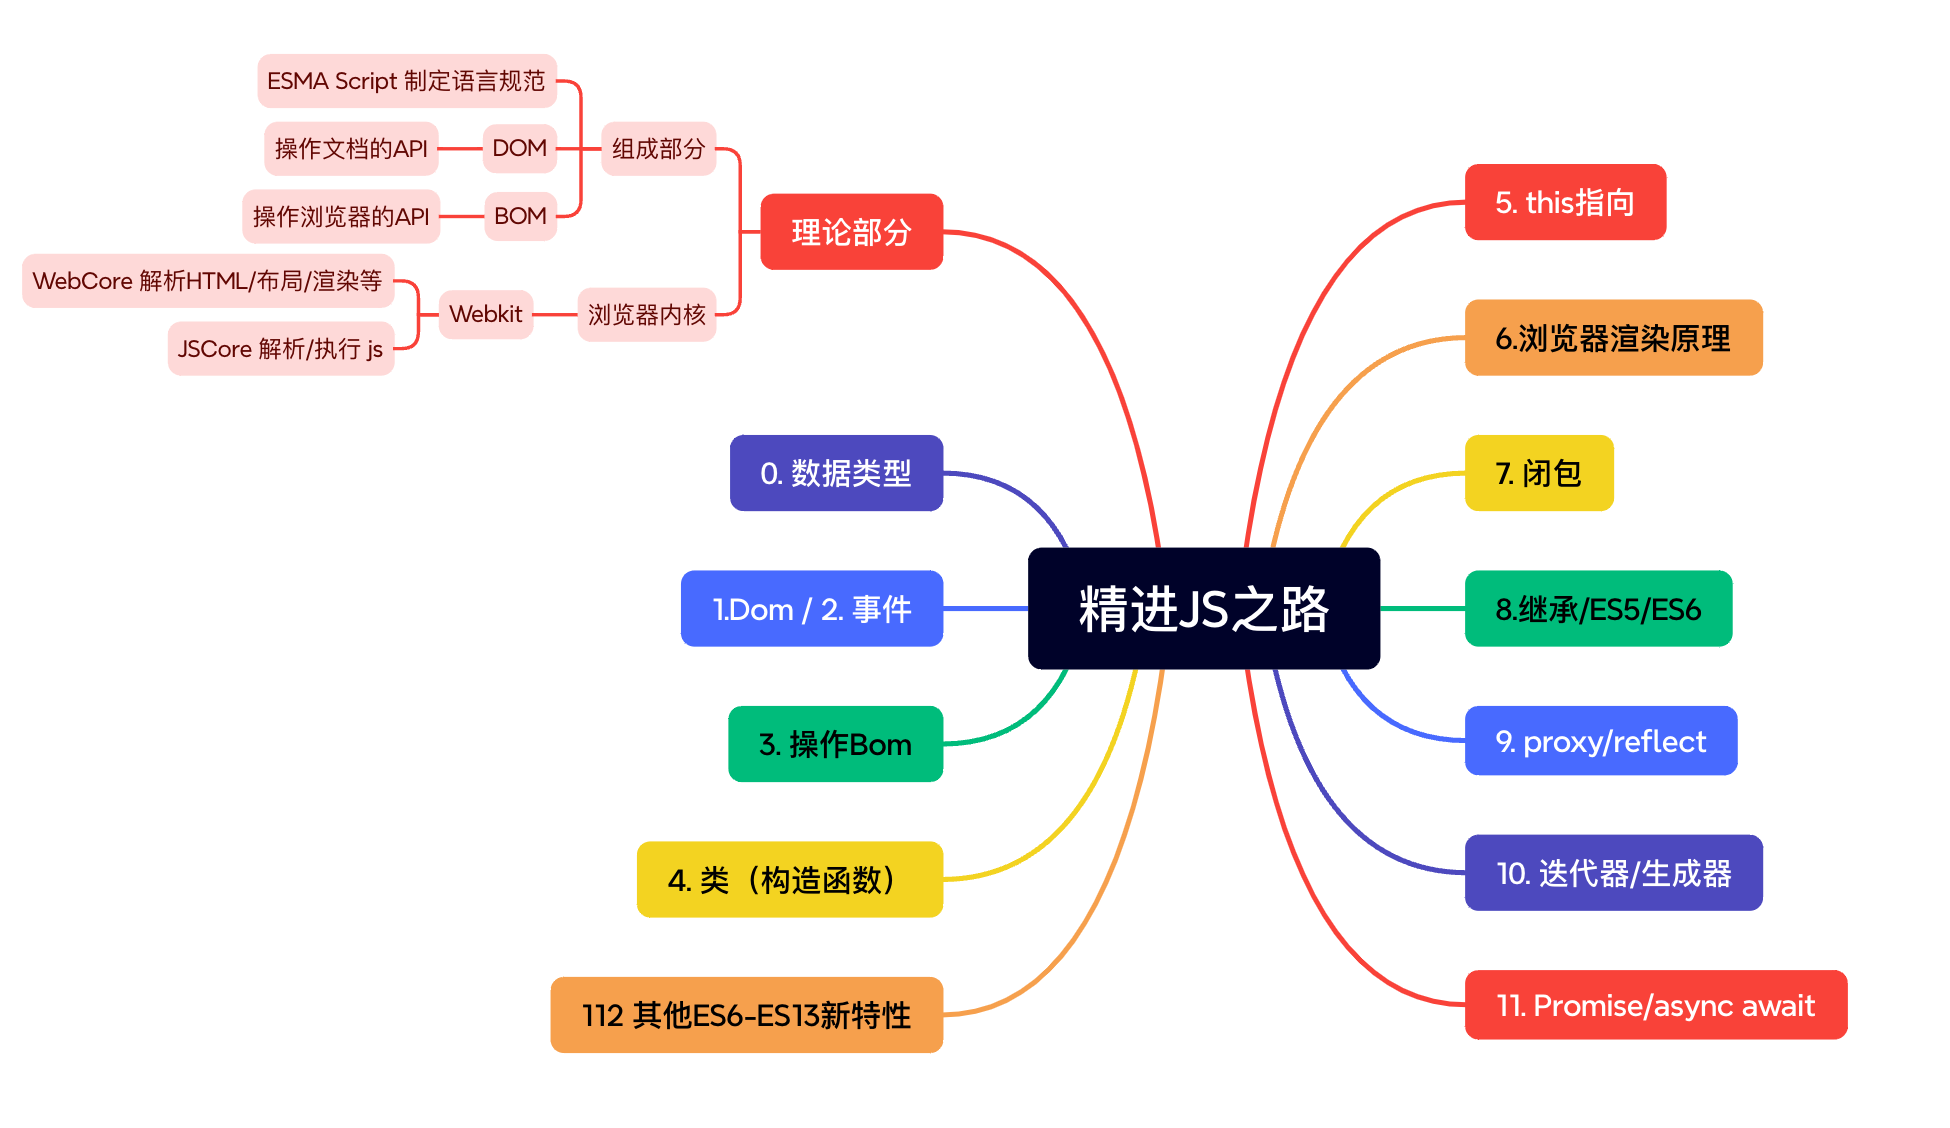 精进JS之路
理论部分
组成部分
ESMA Script 制定语言规范
DOM
操作文档的API
BOM
操作浏览器的API
浏览器内核
Webkit
WebCore 解析HTML/布局/渲染等
JSCore 解析/执行 js
0. 数据类型
1.Dom / 2. 事件
3. 操作Bom
4. 类（构造函数）
112 其他ES6-ES13新特性
5. this指向
6.浏览器渲染原理
7. 闭包
8.继承/ES5/ES6
9. proxy/reflect
10. 迭代器/生成器
11. Promise/async await